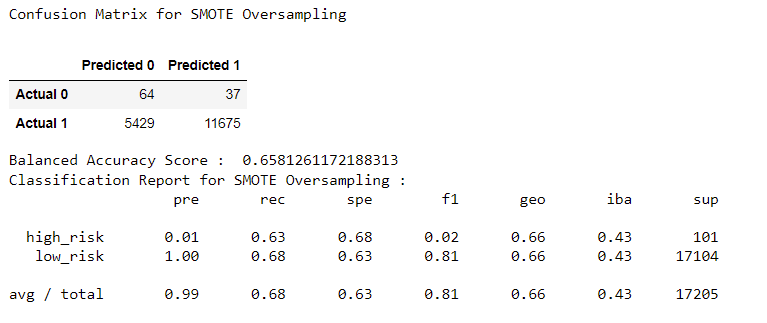 Confusion Matrix for SMOTE Oversampling
Predicted 0 Predicted 1
Actual 0 64 37
Actual 1 5429 11675
Balanced Accuracy Score :  0.6581261172188313
Classification Report for SMOTE Oversampling :
pre rec spe f1 geo iba sup
high_risk 0.01 0.63 0.68 0.02 0.66 0.43 101
low_risk 1.00 0.68 0.63 0.81 0.66 0.43 17104
avg / total 0.99 0.68 0.63 0.81 0.66 0.43 17205